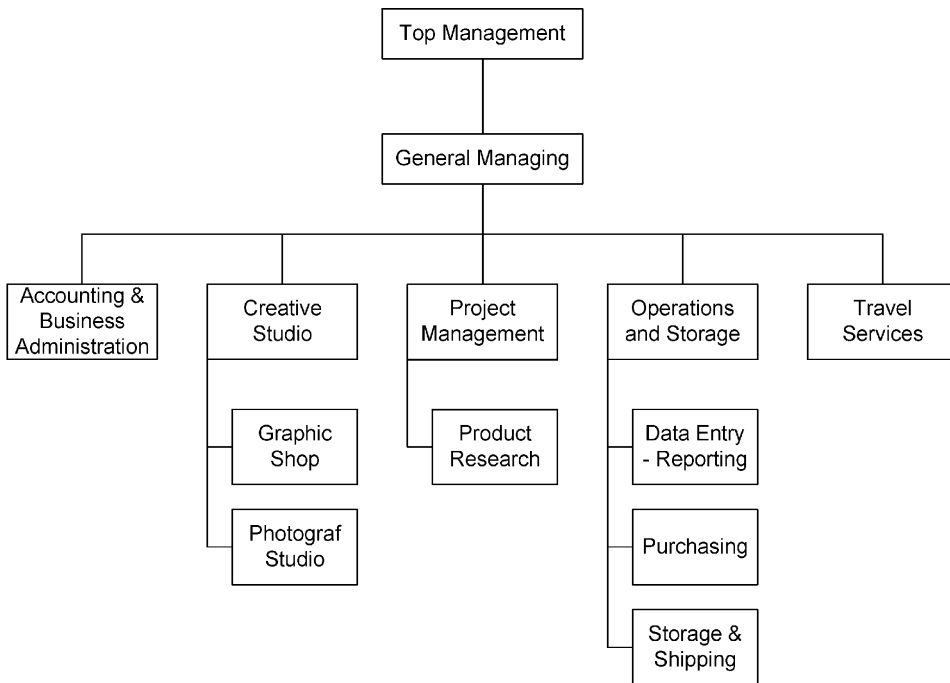 Top Management
General Managing
Accounting &
Business
Administration
Creative
Studio
Project
Management
Operations
and Storage
Travel
Services
Graphic
Shop
Product
Research
Data Entry
- Reporting
Photograf
Studio
Purchasing
Storage &
Shipping